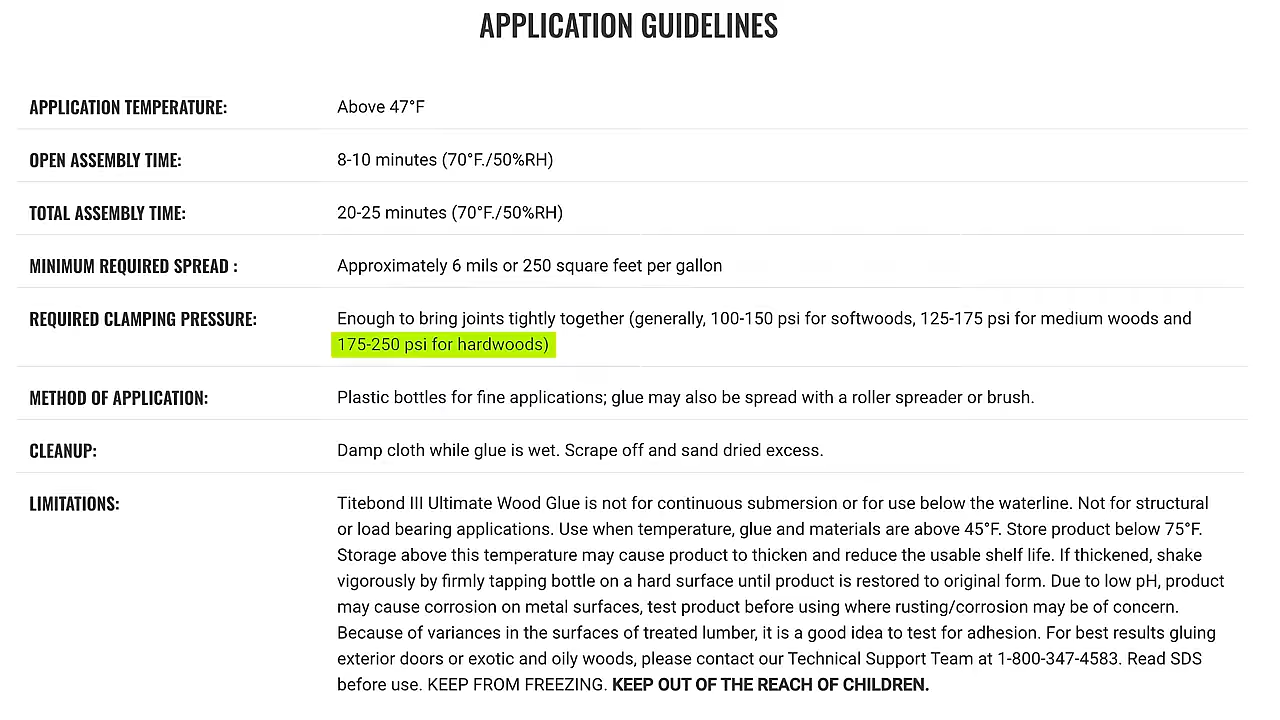 APPLICATION GUIDELINES
APPLICATION TEMPERATURE: Above 47°F
OPEN ASSEMBLY TIME: 8-10 minutes (70°F./50%RH)
TOTAL ASSEMBLY TIME: 20-25 minutes (70°F./50%RH)
MINIMUM REQUIRED SPREAD : Approximately 6 mils or 250 square feet per gallon
REQUIRED CLAMPING PRESSURE: Enough to bring joints tightly together (generally, 100-150 psi for softwoods, 125-175 psi for medium woods and
175-250 psi for hardwoods)
METHOD OF APPLICATION: Plastic bottles for fine applications; glue may also be spread with a roller spreader or brush.
CLEANUP: Damp cloth while glue is wet. Scrape off and sand dried excess.
LIMITATIONS: Titebond III Ultimate Wood Glue is not for continuous submersion or for use below the waterline. Not for structural
or load bearing applications. Use when temperature, glue and materials are above 45°F. Store product below 75°F.
Storage above this temperature may cause product to thicken and reduce the usable shelf life. If thickened, shake
vigorously by firmly tapping bottle on a hard surface until product is restored to original form. Due to low pH, product
may cause corrosion on metal surfaces, test product before using where rusting/corrosion may be of concern.
Because of variances in the surfaces of treated lumber, it is a good idea to test for adhesion. For best results gluing
exterior doors or exotic and oily woods, please contact our Technical Support Team at 1-800-347-4583. Read SDS
before use. KEEP FROM FREEZING. KEEP OUT OF THE REACH OF CHILDREN.